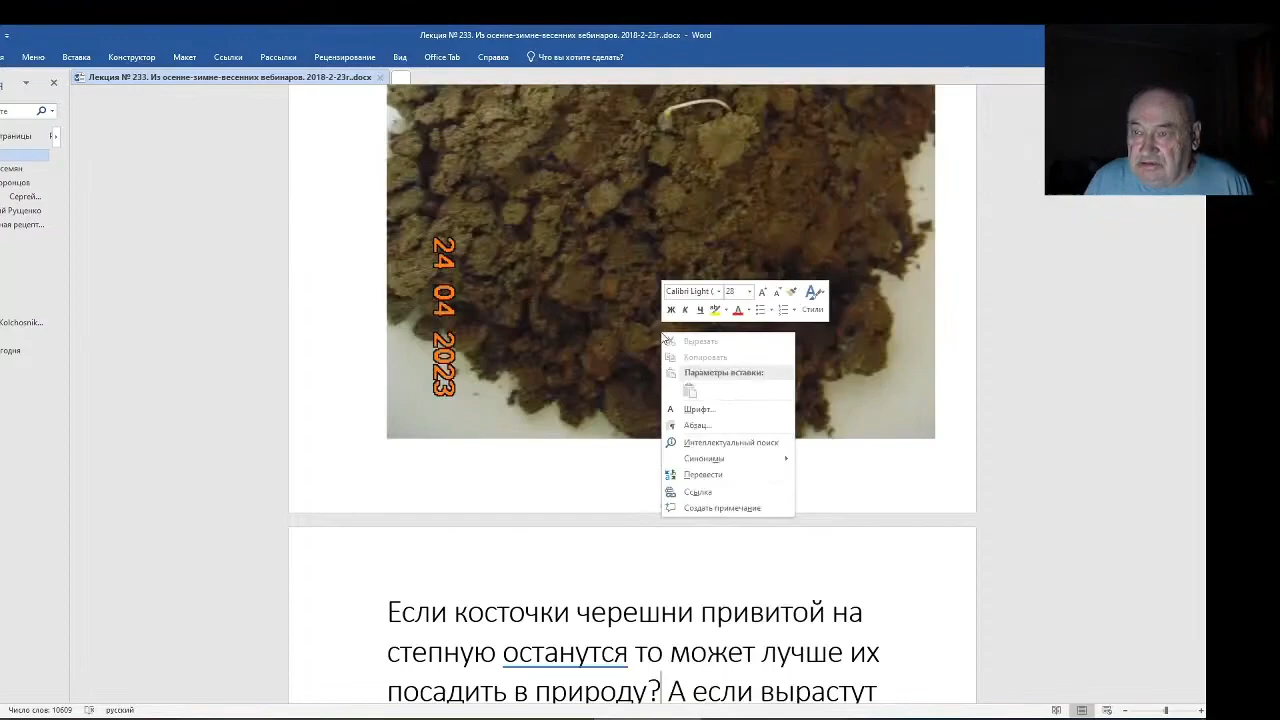 Лекция № 233. Из осенне-зимне-весенних вебинаров. 2018-2-23г..docx - Word
Меню Вставка Конструктор Макет Ссылки Рассылки Рецензирование Вид Office Tab Справка Что вы хотите сделать?
Лекция № 233. Из осенне-зимне-весенних вебинаров. 2018-2-23г..docx
семян
Сергей...
Kolchosnik...
24 04 2023
Calibri Light ( 28
Ж К Ч Стили
Вырезать
Копировать
Параметры вставки:
Шрифт...
Абзац...
Интеллектуальный поиск
Синонимы
Перевести
Ссылка
Создать примечание
Если косточки черешни привитой на
степную останутся то может лучше их
посадить в природу? А если вырастут
Число слов: 10609 русский